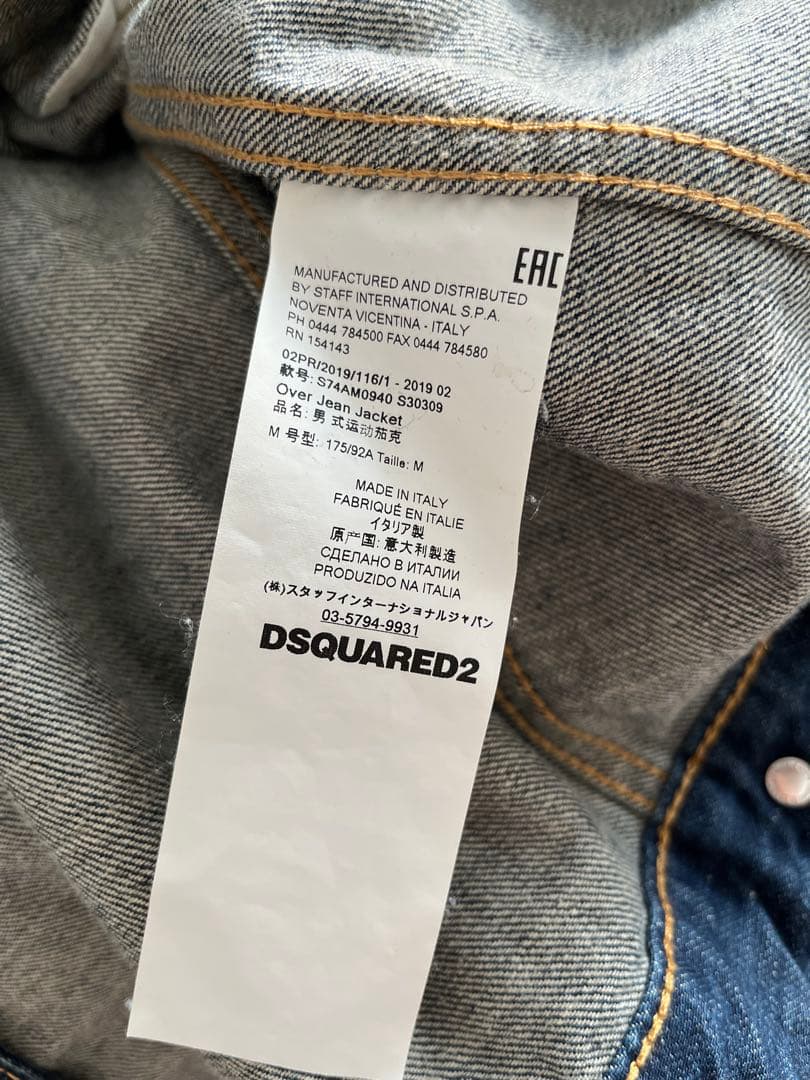 EAC
MANUFACTURED AND DISTRIBUTED
BY STAFF INTERNATIONAL S.P.A.
NOVENTA VICENTINA - ITALY
PH 0444 784500 FAX 0444 784580
RN 154143
02PR/2019/116/1 - 2019 02
款号: S74AM0940 S30309
Over Jean Jacket
品名: 男式运动茄克
M 号型: 175/92A Taille: M
MADE IN ITALY
FABRIQUÉ EN ITALIE
イタリア製
原产国: 意大利製造
СДЕЛАНО В ИТАЛИИ
PRODUZIDO NA ITALIA
(株)スタッフインターナショナルジャパン
03-5794-9931
DSQUARED2